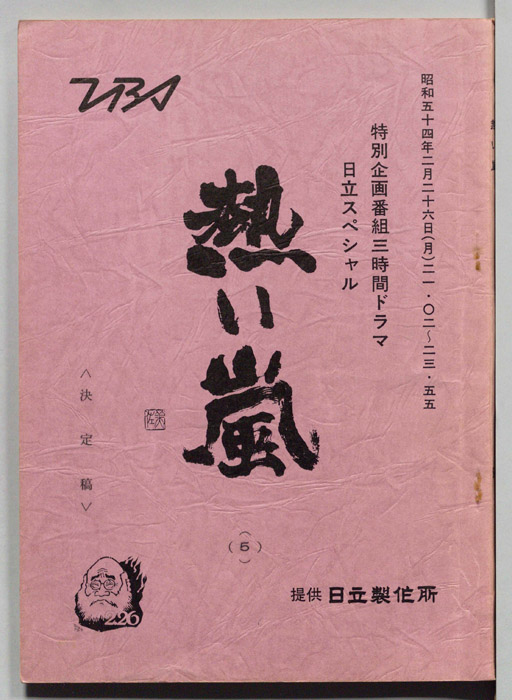 TBS
昭和五十四年二月二十六日(月)二一・〇二〜二三・五五
特別企画番組三時間ドラマ
日立スペシャル
熱い嵐
(5)
<決定稿>
226
提供 日立製作所